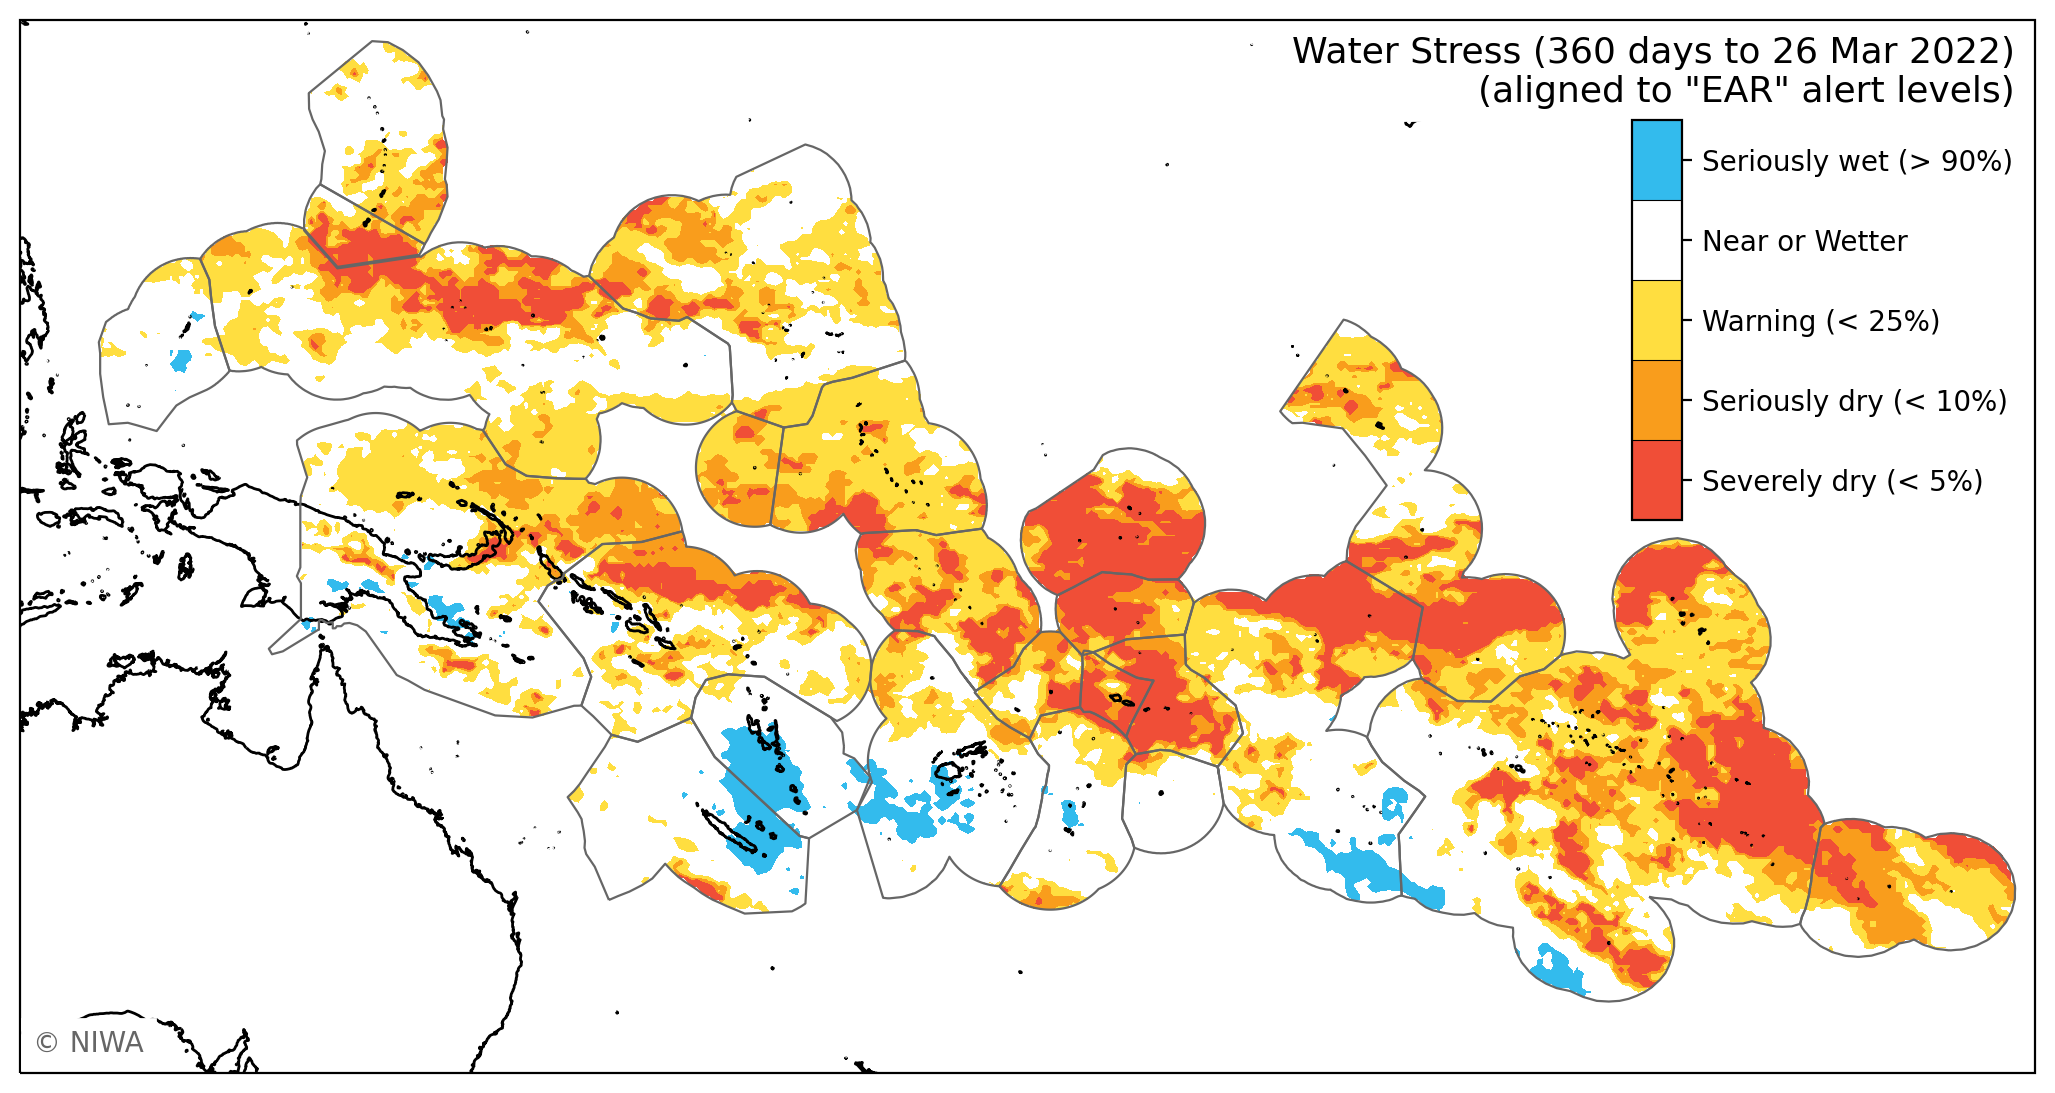 Water Stress (360 days to 26 Mar 2022)
(aligned to "EAR" alert levels)
Seriously wet (> 90%)
Near or Wetter
Warning (< 25%)
Seriously dry (< 10%)
Severely dry (< 5%)
© NIWA